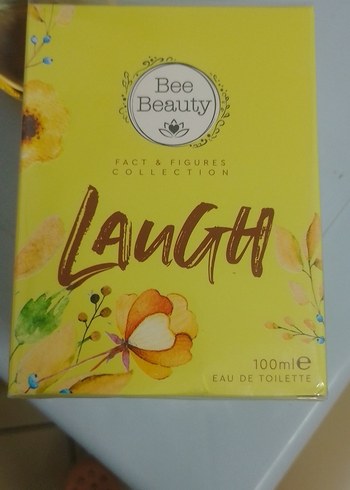 Bee
Beauty
FACT & FIGURES
COLLECTION
LAUGH
100ml℮
EAU DE TOILETTE